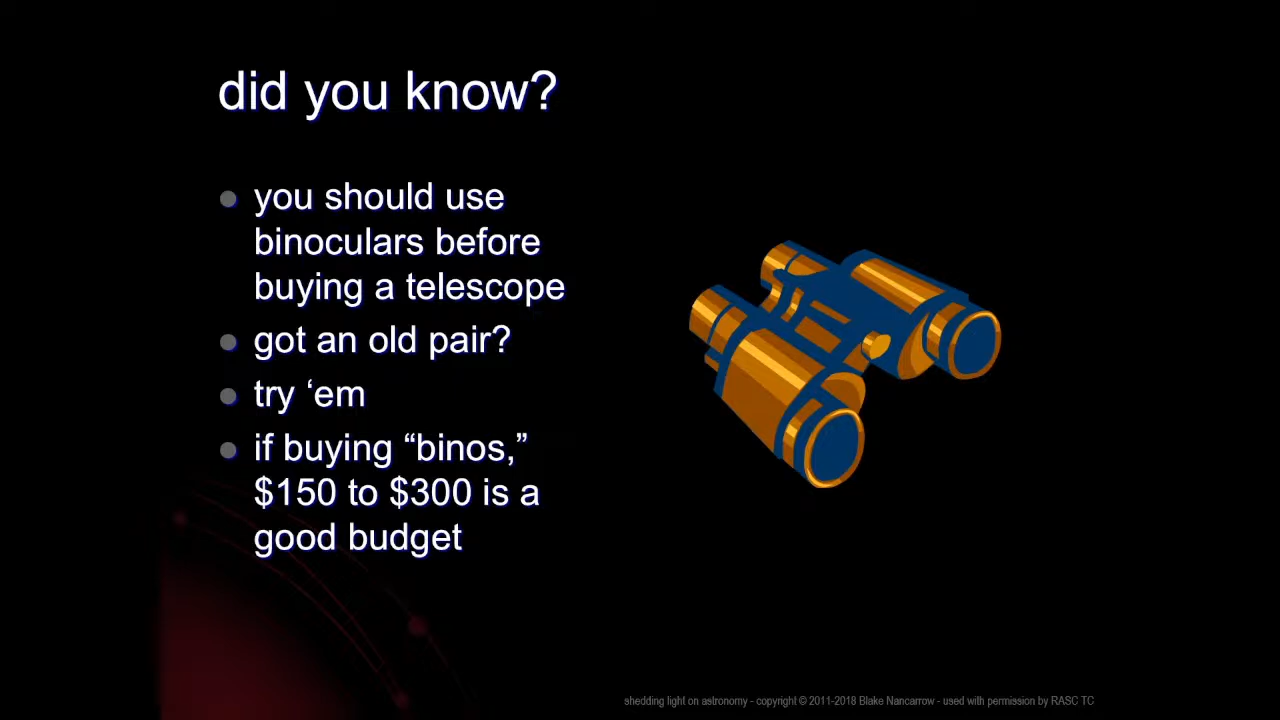 did you know?
you should use
binoculars before
buying a telescope
got an old pair?
try ‘em
if buying “binos,”
$150 to $300 is a
good budget
shedding light on astronomy - copyright © 2011-2018 Blake Nancarrow - used with permission by RASC TC